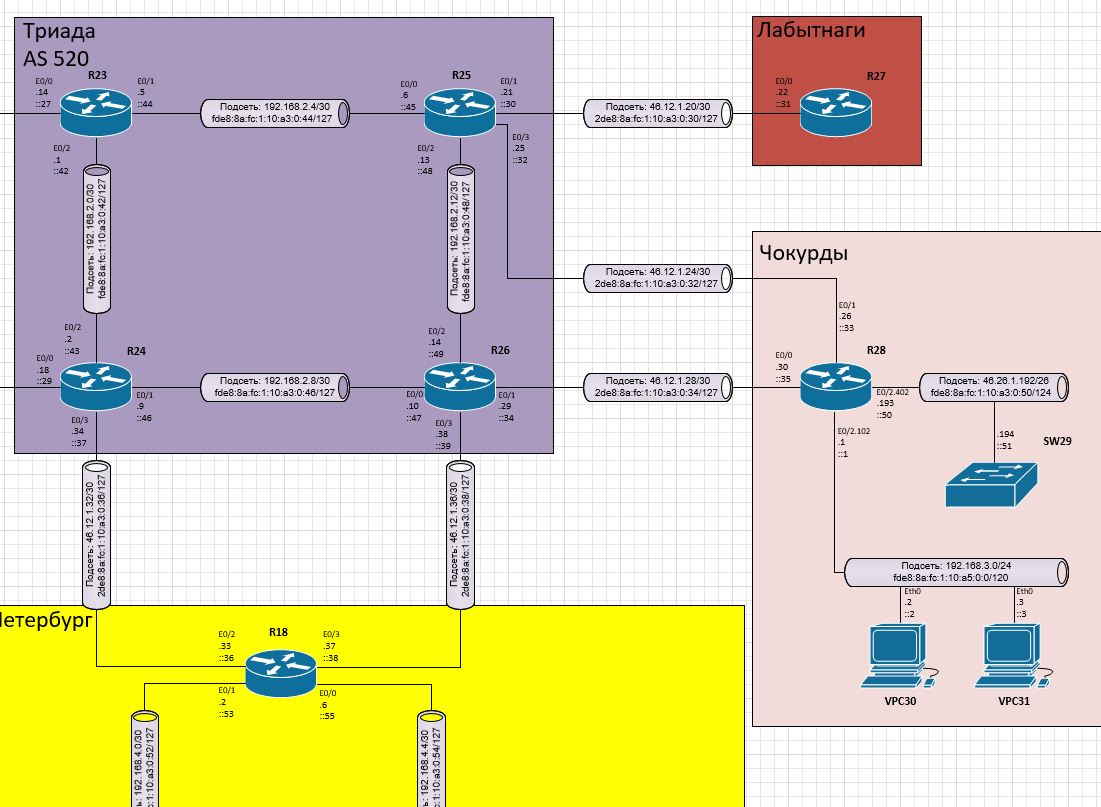 Триада
AS 520
R23
E0/0
.14
::27
E0/1
.5
::44
Подсеть: 192.168.2.4/30
fde8:8a:fc:1:10:a3:0:44/127
R25
E0/0
.6
::45
E0/1
.21
::30
Подсеть: 46.12.1.20/30
2de8:8a:fc:1:10:a3:0:30/127
Лабытнаги
R27
E0/0
.22
::31
E0/2
.1
::42
E0/2
.13
::48
E0/3
.25
::32
Подсеть: 192.168.2.0/30
fde8:8a:fc:1:10:a3:0:42/127
Подсеть: 192.168.2.12/30
fde8:8a:fc:1:10:a3:0:48/127
Подсеть: 46.12.1.24/30
2de8:8a:fc:1:10:a3:0:32/127
Чокурды
E0/1
.26
::33
E0/2
.2
::43
R24
E0/0
.18
::29
E0/1
.9
::46
E0/3
.34
::37
Подсеть: 192.168.2.8/30
fde8:8a:fc:1:10:a3:0:46/127
E0/2
.14
::49
R26
E0/0
.10
::47
E0/1
.29
::34
E0/3
.38
::39
Подсеть: 46.12.1.28/30
2de8:8a:fc:1:10:a3:0:34/127
R28
E0/0
.30
::35
E0/2.402
.193
::50
Подсеть: 46.26.1.192/26
fde8:8a:fc:1:10:a3:0:50/124
E0/2.102
.1
::1
.194
::51
SW29
Подсеть: 46.12.1.32/30
2de8:8a:fc:1:10:a3:0:36/127
Подсеть: 46.12.1.36/30
2de8:8a:fc:1:10:a3:0:38/127
Подсеть: 192.168.3.0/24
fde8:8a:fc:1:10:a5:0:0/120
Eth0
.2
::2
Eth0
.3
::3
VPC30
VPC31
етербург
R18
E0/2
.33
::36
E0/3
.37
::38
E0/1
.2
::53
E0/0
.6
::55
ь: 192.168.4.0/30
:1:10:a3:0:52/127
ь: 192.168.4.4/30
c:1:10:a3:0:54/127